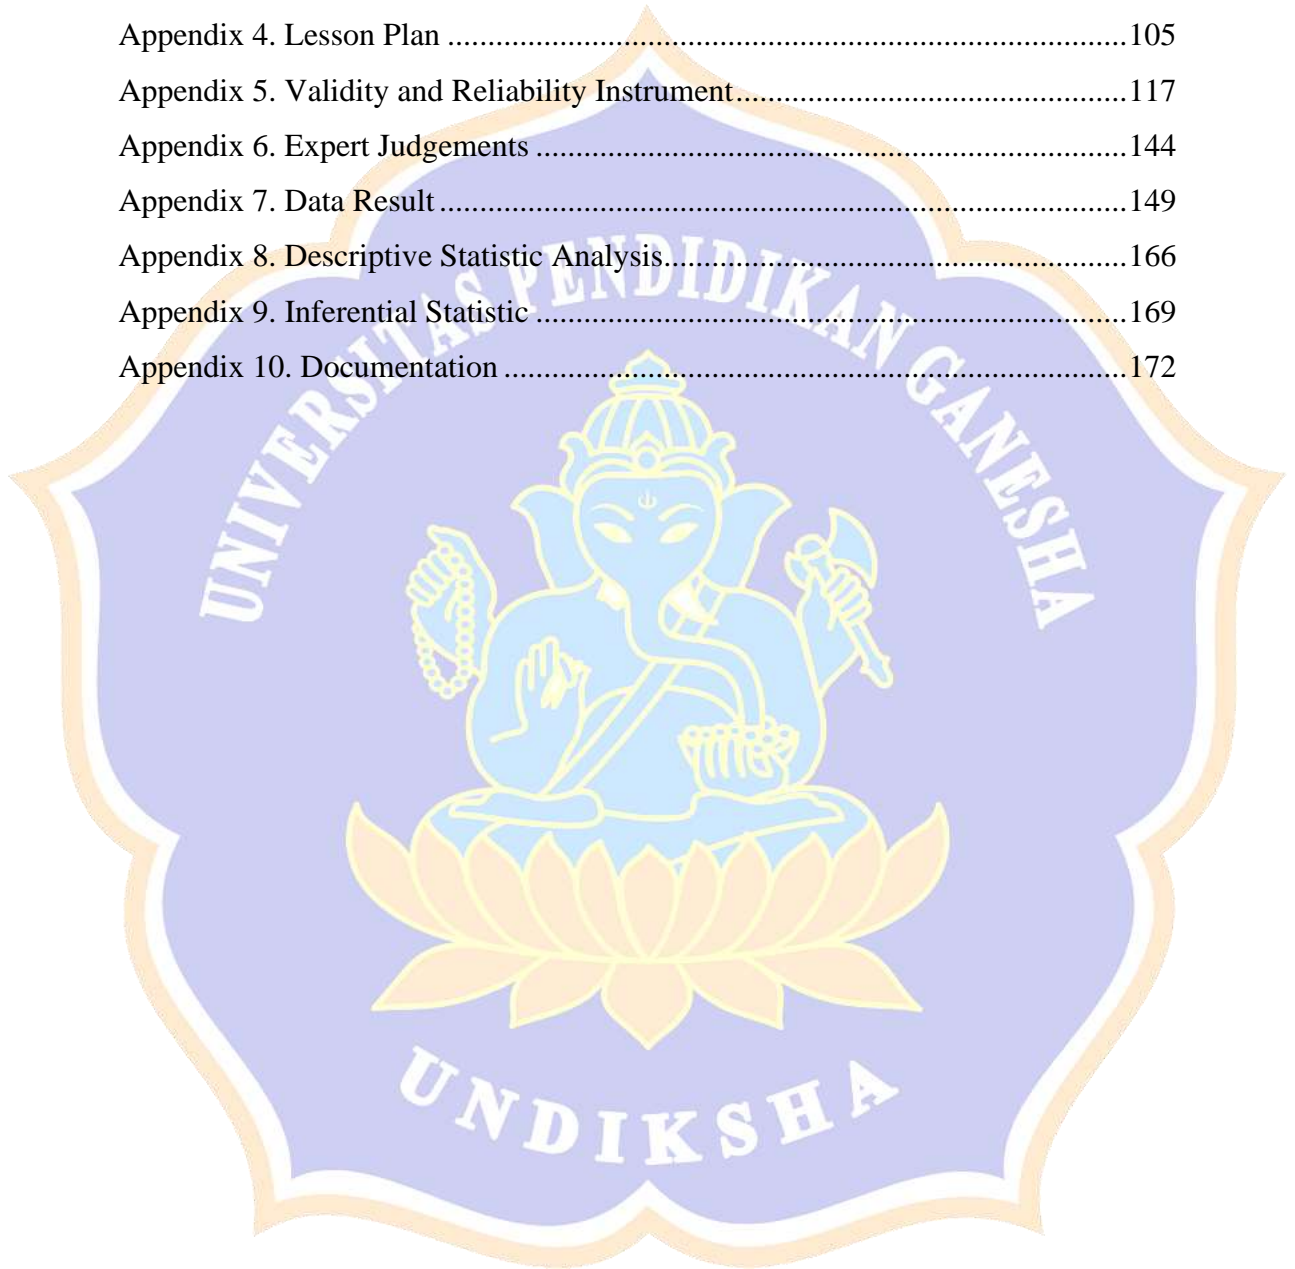 Appendix 4. Lesson Plan .....................................................................................105
Appendix 5. Validity and Reliability Instrument.................................................117
Appendix 6. Expert Judgements ..........................................................................144
Appendix 7. Data Result ......................................................................................149
Appendix 8. Descriptive Statistic Analysis..........................................................166
Appendix 9. Inferential Statistic ..........................................................................169
Appendix 10. Documentation ..............................................................................172
UNIVERSITAS PENDIDIKAN GANESHA
UNDIKSHA